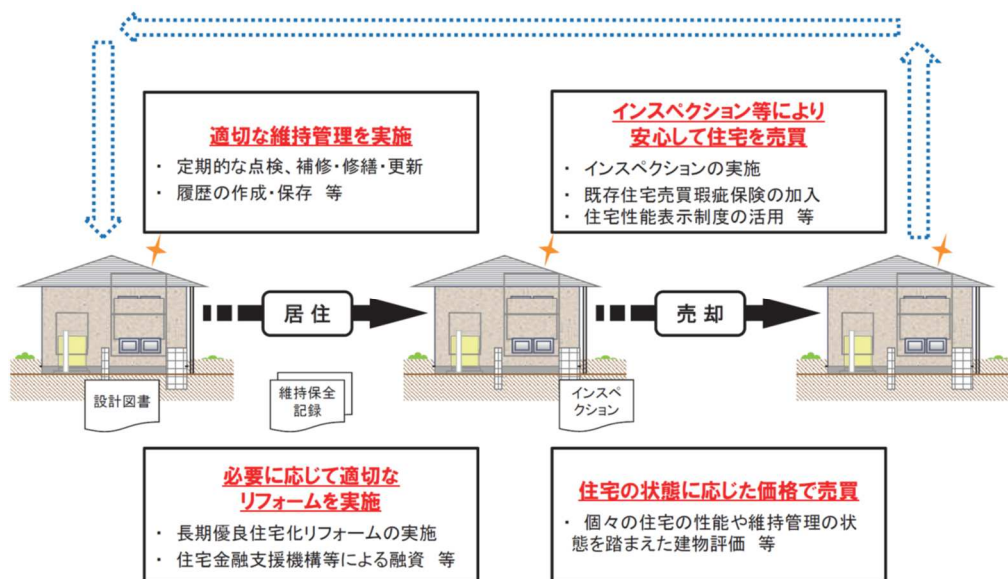 適切な維持管理を実施
・ 定期的な点検、補修・修繕・更新
・ 履歴の作成・保存 等
インスペクション等により
安心して住宅を売買
・ インスペクションの実施
・ 既存住宅売買瑕疵保険の加入
・ 住宅性能表示制度の活用 等
居 住
売 却
設計図書
維持保全
記録
インスペ
クション
必要に応じて適切な
リフォームを実施
・ 長期優良住宅化リフォームの実施
・ 住宅金融支援機構等による融資 等
住宅の状態に応じた価格で売買
・ 個々の住宅の性能や維持管理の状
態を踏まえた建物評価 等